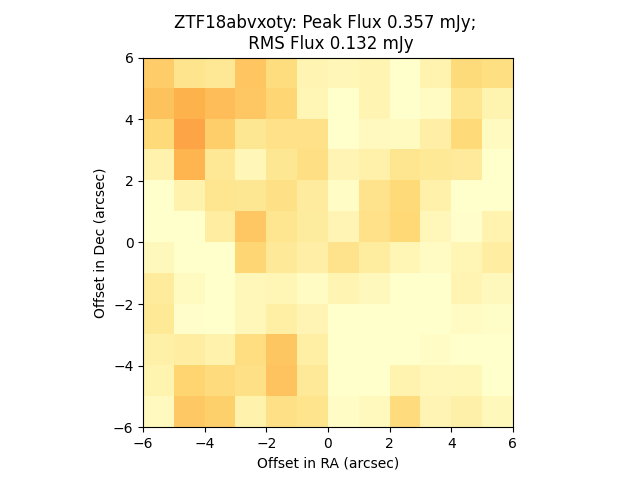 ZTF18abvxoty: Peak Flux 0.357 mJy;
RMS Flux 0.132 mJy
6
4
2
0
−2
−4
−6
Offset in Dec (arcsec)
−6 −4 −2 0 2 4 6
Offset in RA (arcsec)